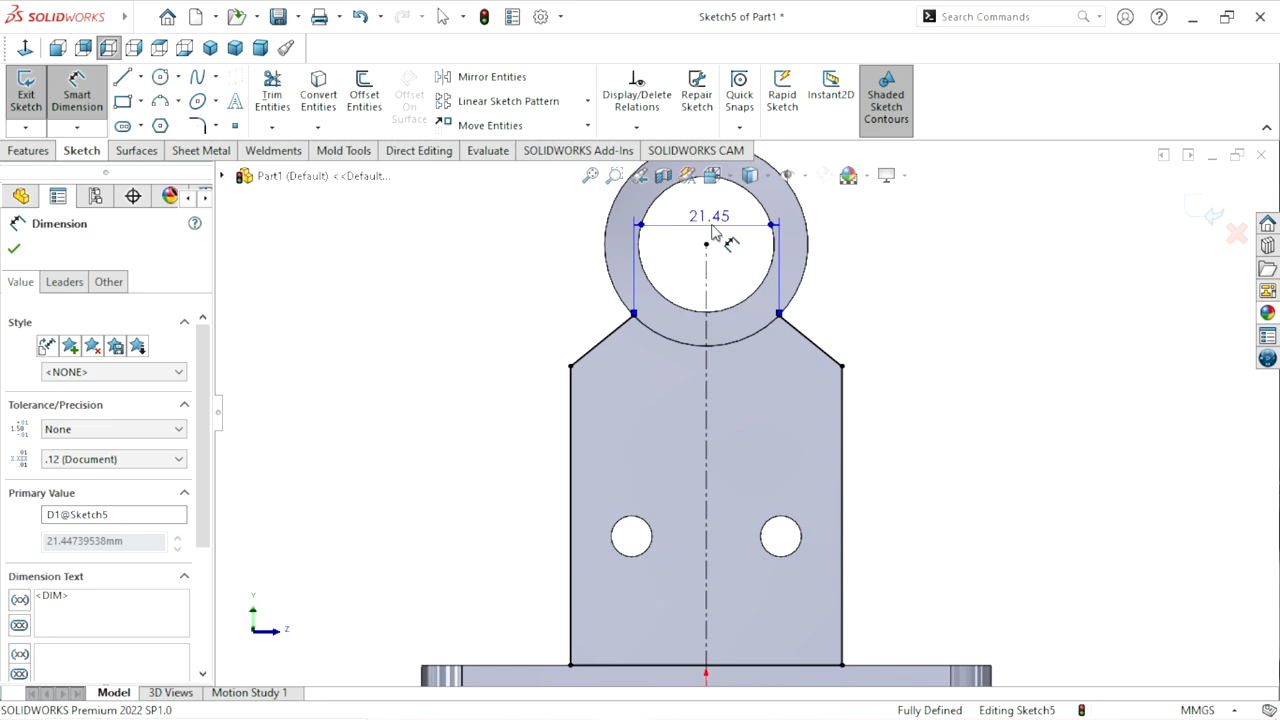 SOLIDWORKS
Sketch5 of Part1 *
Search Commands
Exit Sketch
Smart Dimension
Trim Entities
Convert Entities
Offset Entities
Offset On Surface
Mirror Entities
Linear Sketch Pattern
Move Entities
Display/Delete Relations
Repair Sketch
Quick Snaps
Rapid Sketch
Instant2D
Shaded Sketch Contours
Features
Sketch
Surfaces
Sheet Metal
Weldments
Mold Tools
Direct Editing
Evaluate
SOLIDWORKS Add-Ins
SOLIDWORKS CAM
Part1 (Default) <<Default...
Dimension
Value
Leaders
Other
Style
<NONE>
Tolerance/Precision
None
.12 (Document)
Primary Value
D1@Sketch5
21.44739538mm
Dimension Text
<DIM>
21.45
Y
Z
Model
3D Views
Motion Study 1
SOLIDWORKS Premium 2022 SP1.0
Fully Defined
Editing Sketch5
MMGS